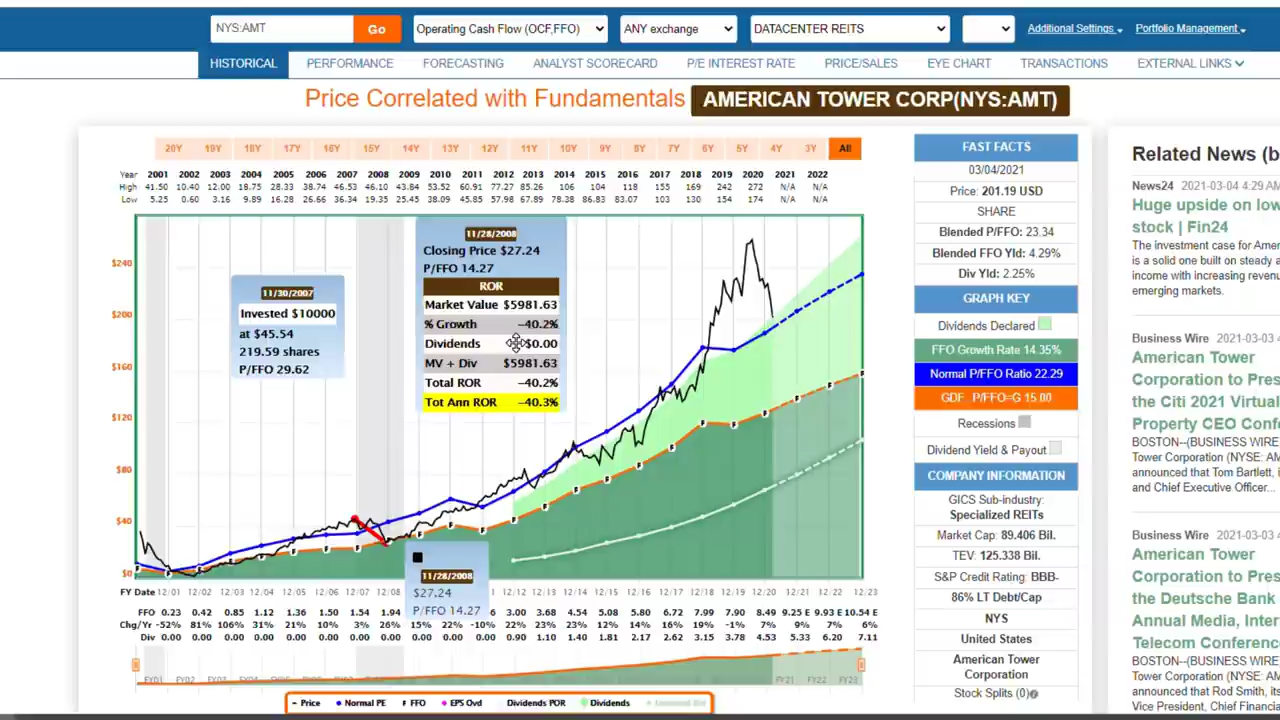 NYS:AMT Go Operating Cash Flow (OCF,FFO) ANY exchange DATACENTER REITS Additional Settings Portfolio Management
HISTORICAL PERFORMANCE FORECASTING ANALYST SCORECARD P/E INTEREST RATE PRICE/SALES EYE CHART TRANSACTIONS EXTERNAL LINKS
Price Correlated with Fundamentals AMERICAN TOWER CORP(NYS:AMT)
20Y 19Y 18Y 17Y 16Y 15Y 14Y 13Y 12Y 11Y 10Y 9Y 8Y 7Y 6Y 5Y 4Y 3Y All
Year 2001 2002 2003 2004 2005 2006 2007 2008 2009 2010 2011 2012 2013 2014 2015 2016 2017 2018 2019 2020 2021 2022
High 41.50 10.40 12.00 18.75 28.33 38.74 46.53 46.10 43.84 53.52 60.91 77.27 85.26 106 104 118 155 169 242 272 N/A N/A
Low 5.25 0.60 3.16 9.89 16.28 26.66 36.34 19.35 25.45 38.09 45.85 57.98 67.89 78.38 86.83 83.07 103 130 154 174 N/A N/A
$240
$200
$160
$120
$80
$40
$0
11/30/2007
Invested $10000
at $45.54
219.59 shares
P/FFO 29.62
11/28/2008
Closing Price $27.24
P/FFO 14.27
ROR
Market Value $5981.63
% Growth –40.2%
Dividends $0.00
MV + Div $5981.63
Total ROR –40.2%
Tot Ann ROR –40.3%
11/28/2008
$27.24
P/FFO 14.27
FY Date 12/01 12/02 12/03 12/04 12/05 12/06 12/07 12/08 1 12/12 12/13 12/14 12/15 12/16 12/17 12/18 12/19 12/20 12/21 12/22 12/23
FFO 0.23 0.42 0.85 1.12 1.36 1.50 1.54 1.94 3.00 3.68 4.54 5.08 5.80 6.72 7.99 7.90 8.49 9.25 E 9.93 E 10.54 E
Chg/Yr -52% 81% 106% 31% 21% 10% 3% 26% 15% 22% 22% -10% 22% 23% 23% 12% 14% 16% 19% -1% 7% 9% 7% 6%
Div 0.00 0.00 0.00 0.00 0.00 0.00 0.00 0.00 0.00 0.00 0.00 0.90 1.10 1.40 1.81 2.17 2.62 3.15 3.78 4.53 5.33 6.20 7.11
FY01 FY02 FY03 FY04 FY05 FY06 FY07 FY08 FY09 FY10 FY11 FY12 FY13 FY14 FY15 FY16 FY17 FY18 FY19 FY20 FY21 FY22 FY23
Price Normal PE F FFO EPS Ovd Dividends POR Dividends
FAST FACTS
03/04/2021
Price: 201.19 USD
SHARE
Blended P/FFO: 23.34
Blended FFO Yld: 4.29%
Div Yld: 2.25%
GRAPH KEY
Dividends Declared
FFO Growth Rate 14.35%
Normal P/FFO Ratio 22.29
GDF P/FFO=G 15.00
Recessions
Dividend Yield & Payout
COMPANY INFORMATION
GICS Sub-industry:
Specialized REITs
Market Cap: 89.406 Bil.
TEV: 125.338 Bil.
S&P Credit Rating: BBB-
86% LT Debt/Cap
NYS
United States
American Tower
Corporation
Stock Splits (0)
Related News (b
News24 2021-03-04 4:29 AM
Huge upside on low
stock | Fin24
The investment case for Amer
is a solid one built on steady a
income with increasing revenu
emerging markets.
Business Wire 2021-03-03 4
American Tower
Corporation to Pres
the Citi 2021 Virtual
Property CEO Confe
BOSTON--(BUSINESS WIRE
Tower Corporation (NYSE: AM
announced that Tom Bartlett, i
and Chief Executive Officer...
Business Wire 2021-03-03 4
American Tower
Corporation to Pres
the Deutsche Bank
Annual Media, Inter
Telecom Conference
BOSTON--(BUSINESS WIRE
Tower Corporation (NYSE: AM
announced that Rod Smith, its
Vice President, Chief Financia